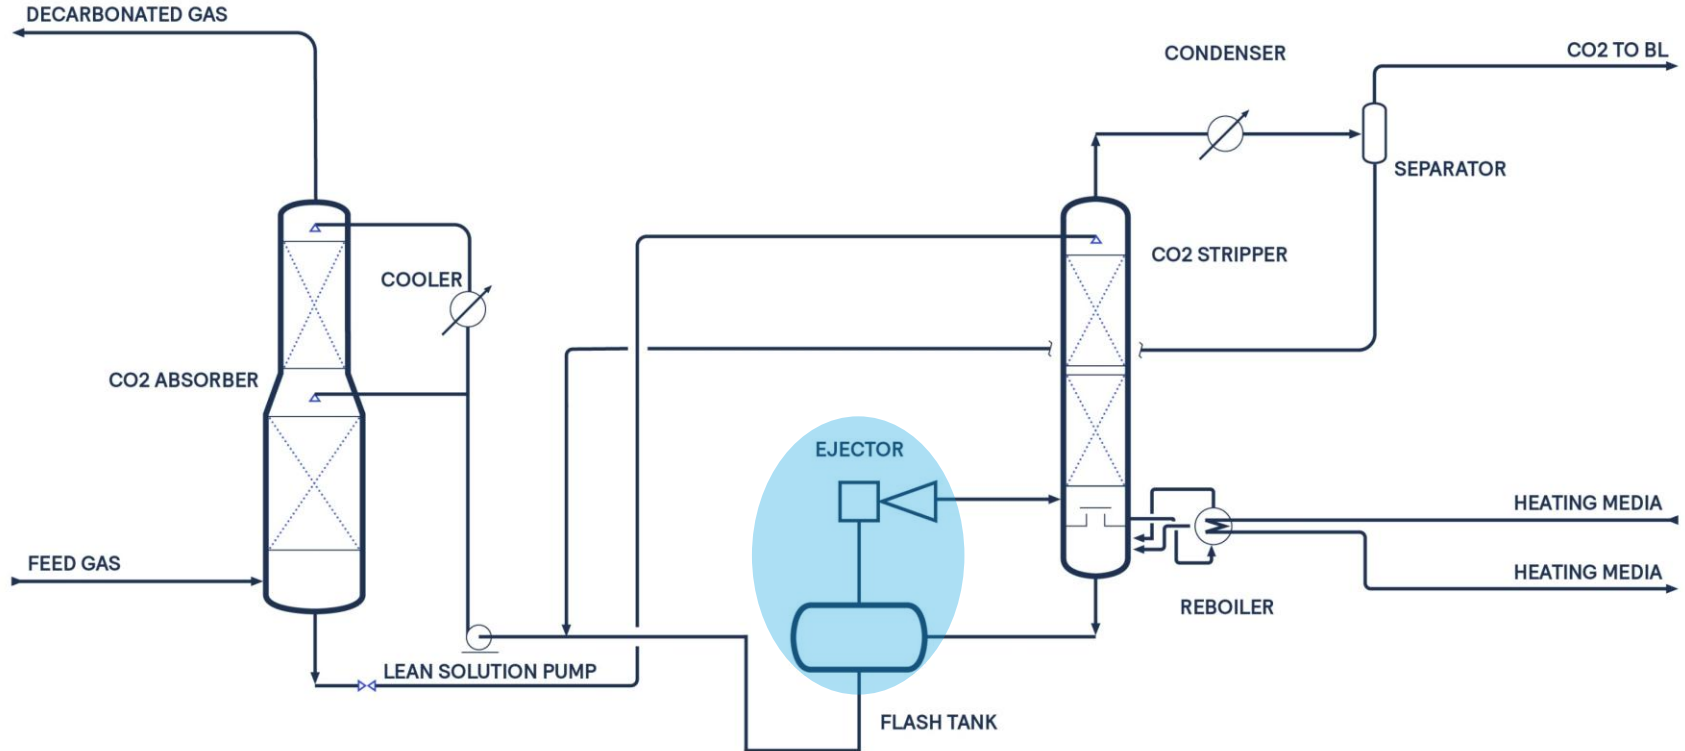 DECARBONATED GAS
CONDENSER
CO2 TO BL
SEPARATOR
CO2 STRIPPER
COOLER
CO2 ABSORBER
EJECTOR
HEATING MEDIA
FEED GAS
HEATING MEDIA
REBOILER
LEAN SOLUTION PUMP
FLASH TANK